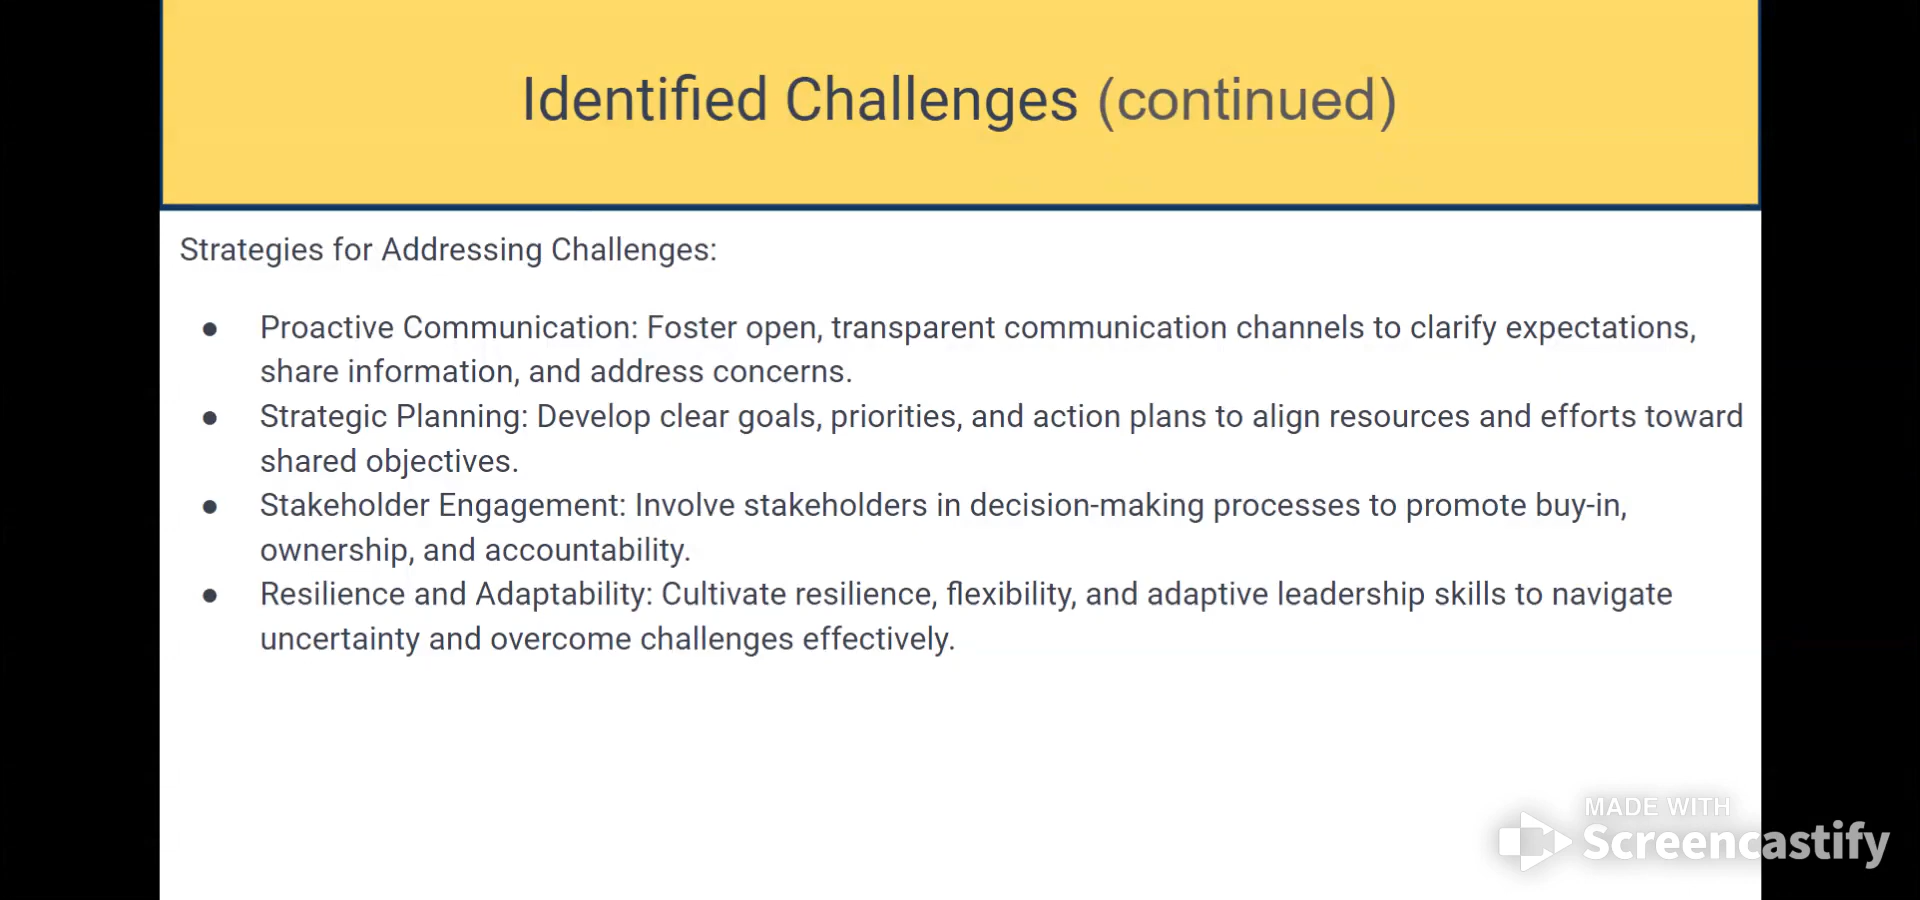 Identified Challenges (continued)
Strategies for Addressing Challenges:
● Proactive Communication: Foster open, transparent communication channels to clarify expectations,
share information, and address concerns.
● Strategic Planning: Develop clear goals, priorities, and action plans to align resources and efforts toward
shared objectives.
● Stakeholder Engagement: Involve stakeholders in decision-making processes to promote buy-in,
ownership, and accountability.
● Resilience and Adaptability: Cultivate resilience, flexibility, and adaptive leadership skills to navigate
uncertainty and overcome challenges effectively.
MADE WITH
Screencastify